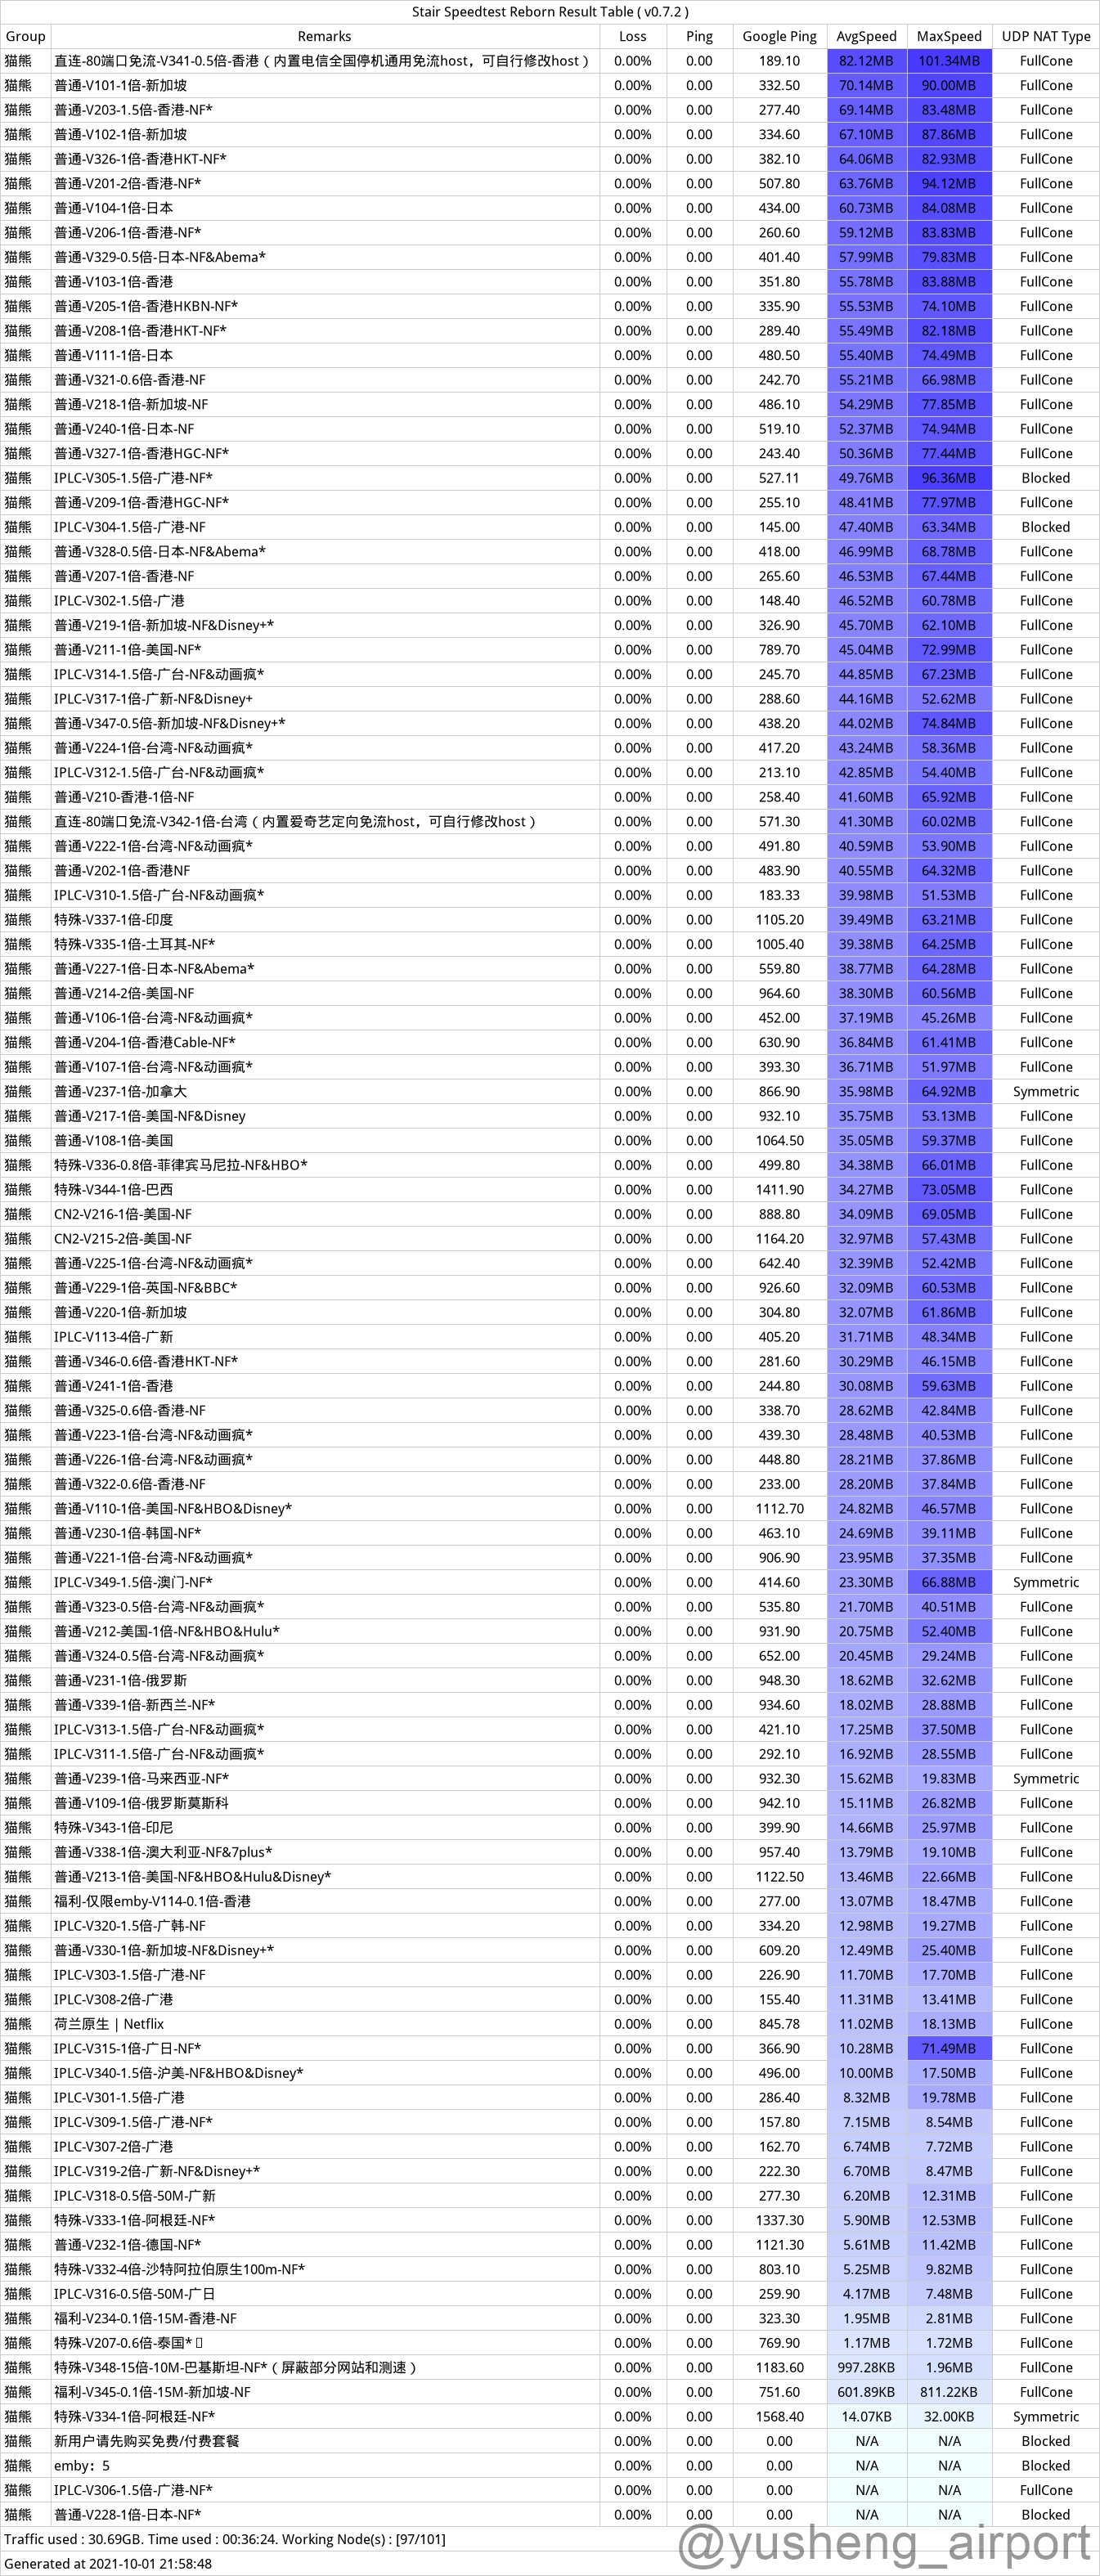 Stair Speedtest Reborn Result Table ( v0.7.2 )
Group Remarks Loss Ping Google Ping AvgSpeed MaxSpeed UDP NAT Type
猫熊 直连-80端口免流-V341-0.5倍-香港（内置电信全国停机通用免流host，可自行修改host） 0.00% 0.00 189.10 82.12MB 101.34MB FullCone
猫熊 普通-V101-1倍-新加坡 0.00% 0.00 332.50 70.14MB 90.00MB FullCone
猫熊 普通-V203-1.5倍-香港-NF* 0.00% 0.00 277.40 69.14MB 83.48MB FullCone
猫熊 普通-V102-1倍-新加坡 0.00% 0.00 334.60 67.10MB 87.86MB FullCone
猫熊 普通-V326-1倍-香港HKT-NF* 0.00% 0.00 382.10 64.06MB 82.93MB FullCone
猫熊 普通-V201-2倍-香港-NF* 0.00% 0.00 507.80 63.76MB 94.12MB FullCone
猫熊 普通-V104-1倍-日本 0.00% 0.00 434.00 60.73MB 84.08MB FullCone
猫熊 普通-V206-1倍-香港-NF* 0.00% 0.00 260.60 59.12MB 83.83MB FullCone
猫熊 普通-V329-0.5倍-日本-NF&Abema* 0.00% 0.00 401.40 57.99MB 79.83MB FullCone
猫熊 普通-V103-1倍-香港 0.00% 0.00 351.80 55.78MB 83.88MB FullCone
猫熊 普通-V205-1倍-香港HKBN-NF* 0.00% 0.00 335.90 55.53MB 74.10MB FullCone
猫熊 普通-V208-1倍-香港HKT-NF* 0.00% 0.00 289.40 55.49MB 82.18MB FullCone
猫熊 普通-V111-1倍-日本 0.00% 0.00 480.50 55.40MB 74.49MB FullCone
猫熊 普通-V321-0.6倍-香港-NF 0.00% 0.00 242.70 55.21MB 66.98MB FullCone
猫熊 普通-V218-1倍-新加坡-NF 0.00% 0.00 486.10 54.29MB 77.85MB FullCone
猫熊 普通-V240-1倍-日本-NF 0.00% 0.00 519.10 52.37MB 74.94MB FullCone
猫熊 普通-V327-1倍-香港HGC-NF* 0.00% 0.00 243.40 50.36MB 77.44MB FullCone
猫熊 IPLC-V305-1.5倍-广港-NF* 0.00% 0.00 527.11 49.76MB 96.36MB Blocked
猫熊 普通-V209-1倍-香港HGC-NF* 0.00% 0.00 255.10 48.41MB 77.97MB FullCone
猫熊 IPLC-V304-1.5倍-广港-NF 0.00% 0.00 145.00 47.40MB 63.34MB Blocked
猫熊 普通-V328-0.5倍-日本-NF&Abema* 0.00% 0.00 418.00 46.99MB 68.78MB FullCone
猫熊 普通-V207-1倍-香港-NF 0.00% 0.00 265.60 46.53MB 67.44MB FullCone
猫熊 IPLC-V302-1.5倍-广港 0.00% 0.00 148.40 46.52MB 60.78MB FullCone
猫熊 普通-V219-1倍-新加坡-NF&Disney+* 0.00% 0.00 326.90 45.70MB 62.10MB FullCone
猫熊 普通-V211-1倍-美国-NF* 0.00% 0.00 789.70 45.04MB 72.99MB FullCone
猫熊 IPLC-V314-1.5倍-广台-NF&动画疯* 0.00% 0.00 245.70 44.85MB 67.23MB FullCone
猫熊 IPLC-V317-1倍-广新-NF&Disney+ 0.00% 0.00 288.60 44.16MB 52.62MB FullCone
猫熊 普通-V347-0.5倍-新加坡-NF&Disney+* 0.00% 0.00 438.20 44.02MB 74.84MB FullCone
猫熊 普通-V224-1倍-台湾-NF&动画疯* 0.00% 0.00 417.20 43.24MB 58.36MB FullCone
猫熊 IPLC-V312-1.5倍-广台-NF&动画疯* 0.00% 0.00 213.10 42.85MB 54.40MB FullCone
猫熊 普通-V210-香港-1倍-NF 0.00% 0.00 258.40 41.60MB 65.92MB FullCone
猫熊 直连-80端口免流-V342-1倍-台湾（内置爱奇艺定向免流host，可自行修改host） 0.00% 0.00 571.30 41.30MB 60.02MB FullCone
猫熊 普通-V222-1倍-台湾-NF&动画疯* 0.00% 0.00 491.80 40.59MB 53.90MB FullCone
猫熊 普通-V202-1倍-香港NF 0.00% 0.00 483.90 40.55MB 64.32MB FullCone
猫熊 IPLC-V310-1.5倍-广台-NF&动画疯* 0.00% 0.00 183.33 39.98MB 51.53MB FullCone
猫熊 特殊-V337-1倍-印度 0.00% 0.00 1105.20 39.49MB 63.21MB FullCone
猫熊 特殊-V335-1倍-土耳其-NF* 0.00% 0.00 1005.40 39.38MB 64.25MB FullCone
猫熊 普通-V227-1倍-日本-NF&Abema* 0.00% 0.00 559.80 38.77MB 64.28MB FullCone
猫熊 普通-V214-2倍-美国-NF 0.00% 0.00 964.60 38.30MB 60.56MB FullCone
猫熊 普通-V106-1倍-台湾-NF&动画疯* 0.00% 0.00 452.00 37.19MB 45.26MB FullCone
猫熊 普通-V204-1倍-香港Cable-NF* 0.00% 0.00 630.90 36.84MB 61.41MB FullCone
猫熊 普通-V107-1倍-台湾-NF&动画疯* 0.00% 0.00 393.30 36.71MB 51.97MB FullCone
猫熊 普通-V237-1倍-加拿大 0.00% 0.00 866.90 35.98MB 64.92MB Symmetric
猫熊 普通-V217-1倍-美国-NF&Disney 0.00% 0.00 932.10 35.75MB 53.13MB FullCone
猫熊 普通-V108-1倍-美国 0.00% 0.00 1064.50 35.05MB 59.37MB FullCone
猫熊 特殊-V336-0.8倍-菲律宾马尼拉-NF&HBO* 0.00% 0.00 499.80 34.38MB 66.01MB FullCone
猫熊 特殊-V344-1倍-巴西 0.00% 0.00 1411.90 34.27MB 73.05MB FullCone
猫熊 CN2-V216-1倍-美国-NF 0.00% 0.00 888.80 34.09MB 69.05MB FullCone
猫熊 CN2-V215-2倍-美国-NF 0.00% 0.00 1164.20 32.97MB 57.43MB FullCone
猫熊 普通-V225-1倍-台湾-NF&动画疯* 0.00% 0.00 642.40 32.39MB 52.42MB FullCone
猫熊 普通-V229-1倍-英国-NF&BBC* 0.00% 0.00 926.60 32.09MB 60.53MB FullCone
猫熊 普通-V220-1倍-新加坡 0.00% 0.00 304.80 32.07MB 61.86MB FullCone
猫熊 IPLC-V113-4倍-广新 0.00% 0.00 405.20 31.71MB 48.34MB FullCone
猫熊 普通-V346-0.6倍-香港HKT-NF* 0.00% 0.00 281.60 30.29MB 46.15MB FullCone
猫熊 普通-V241-1倍-香港 0.00% 0.00 244.80 30.08MB 59.63MB FullCone
猫熊 普通-V325-0.6倍-香港-NF 0.00% 0.00 338.70 28.62MB 42.84MB FullCone
猫熊 普通-V223-1倍-台湾-NF&动画疯* 0.00% 0.00 439.30 28.48MB 40.53MB FullCone
猫熊 普通-V226-1倍-台湾-NF&动画疯* 0.00% 0.00 448.80 28.21MB 37.86MB FullCone
猫熊 普通-V322-0.6倍-香港-NF 0.00% 0.00 233.00 28.20MB 37.84MB FullCone
猫熊 普通-V110-1倍-美国-NF&HBO&Disney* 0.00% 0.00 1112.70 24.82MB 46.57MB FullCone
猫熊 普通-V230-1倍-韩国-NF* 0.00% 0.00 463.10 24.69MB 39.11MB FullCone
猫熊 普通-V221-1倍-台湾-NF&动画疯* 0.00% 0.00 906.90 23.95MB 37.35MB FullCone
猫熊 IPLC-V349-1.5倍-澳门-NF* 0.00% 0.00 414.60 23.30MB 66.88MB Symmetric
猫熊 普通-V323-0.5倍-台湾-NF&动画疯* 0.00% 0.00 535.80 21.70MB 40.51MB FullCone
猫熊 普通-V212-美国-1倍-NF&HBO&Hulu* 0.00% 0.00 931.90 20.75MB 52.40MB FullCone
猫熊 普通-V324-0.5倍-台湾-NF&动画疯* 0.00% 0.00 652.00 20.45MB 29.24MB FullCone
猫熊 普通-V231-1倍-俄罗斯 0.00% 0.00 948.30 18.62MB 32.62MB FullCone
猫熊 普通-V339-1倍-新西兰-NF* 0.00% 0.00 934.60 18.02MB 28.88MB FullCone
猫熊 IPLC-V313-1.5倍-广台-NF&动画疯* 0.00% 0.00 421.10 17.25MB 37.50MB FullCone
猫熊 IPLC-V311-1.5倍-广台-NF&动画疯* 0.00% 0.00 292.10 16.92MB 28.55MB FullCone
猫熊 普通-V239-1倍-马来西亚-NF* 0.00% 0.00 932.30 15.62MB 19.83MB Symmetric
猫熊 普通-V109-1倍-俄罗斯莫斯科 0.00% 0.00 942.10 15.11MB 26.82MB FullCone
猫熊 特殊-V343-1倍-印尼 0.00% 0.00 399.90 14.66MB 25.97MB FullCone
猫熊 普通-V338-1倍-澳大利亚-NF&7plus* 0.00% 0.00 957.40 13.79MB 19.10MB FullCone
猫熊 普通-V213-1倍-美国-NF&HBO&Hulu&Disney* 0.00% 0.00 1122.50 13.46MB 22.66MB FullCone
猫熊 福利-仅限emby-V114-0.1倍-香港 0.00% 0.00 277.00 13.07MB 18.47MB FullCone
猫熊 IPLC-V320-1.5倍-广韩-NF 0.00% 0.00 334.20 12.98MB 19.27MB FullCone
猫熊 普通-V330-1倍-新加坡-NF&Disney+* 0.00% 0.00 609.20 12.49MB 25.40MB FullCone
猫熊 IPLC-V303-1.5倍-广港-NF 0.00% 0.00 226.90 11.70MB 17.70MB FullCone
猫熊 IPLC-V308-2倍-广港 0.00% 0.00 155.40 11.31MB 13.41MB FullCone
猫熊 荷兰原生 | Netflix 0.00% 0.00 845.78 11.02MB 18.13MB FullCone
猫熊 IPLC-V315-1倍-广日-NF* 0.00% 0.00 366.90 10.28MB 71.49MB FullCone
猫熊 IPLC-V340-1.5倍-沪美-NF&HBO&Disney* 0.00% 0.00 496.00 10.00MB 17.50MB FullCone
猫熊 IPLC-V301-1.5倍-广港 0.00% 0.00 286.40 8.32MB 19.78MB FullCone
猫熊 IPLC-V309-1.5倍-广港-NF* 0.00% 0.00 157.80 7.15MB 8.54MB FullCone
猫熊 IPLC-V307-2倍-广港 0.00% 0.00 162.70 6.74MB 7.72MB FullCone
猫熊 IPLC-V319-2倍-广新-NF&Disney+* 0.00% 0.00 222.30 6.70MB 8.47MB FullCone
猫熊 IPLC-V318-0.5倍-50M-广新 0.00% 0.00 277.30 6.20MB 12.31MB FullCone
猫熊 特殊-V333-1倍-阿根廷-NF* 0.00% 0.00 1337.30 5.90MB 12.53MB FullCone
猫熊 普通-V232-1倍-德国-NF* 0.00% 0.00 1121.30 5.61MB 11.42MB FullCone
猫熊 特殊-V332-4倍-沙特阿拉伯原生100m-NF* 0.00% 0.00 803.10 5.25MB 9.82MB FullCone
猫熊 IPLC-V316-0.5倍-50M-广日 0.00% 0.00 259.90 4.17MB 7.48MB FullCone
猫熊 福利-V234-0.1倍-15M-香港-NF 0.00% 0.00 323.30 1.95MB 2.81MB FullCone
猫熊 特殊-V207-0.6倍-泰国* 0.00% 0.00 769.90 1.17MB 1.72MB FullCone
猫熊 特殊-V348-15倍-10M-巴基斯坦-NF*（屏蔽部分网站和测速） 0.00% 0.00 1183.60 997.28KB 1.96MB FullCone
猫熊 福利-V345-0.1倍-15M-新加坡-NF 0.00% 0.00 751.60 601.89KB 811.22KB FullCone
猫熊 特殊-V334-1倍-阿根廷-NF* 0.00% 0.00 1568.40 14.07KB 32.00KB Symmetric
猫熊 新用户请先购买免费/付费套餐 0.00% 0.00 0.00 N/A N/A Blocked
猫熊 emby：5 0.00% 0.00 0.00 N/A N/A Blocked
猫熊 IPLC-V306-1.5倍-广港-NF* 0.00% 0.00 0.00 N/A N/A FullCone
猫熊 普通-V228-1倍-日本-NF* 0.00% 0.00 0.00 N/A N/A Blocked
Traffic used : 30.69GB. Time used : 00:36:24. Working Node(s) : [97/101]
Generated at 2021-10-01 21:58:48
@yusheng_airport